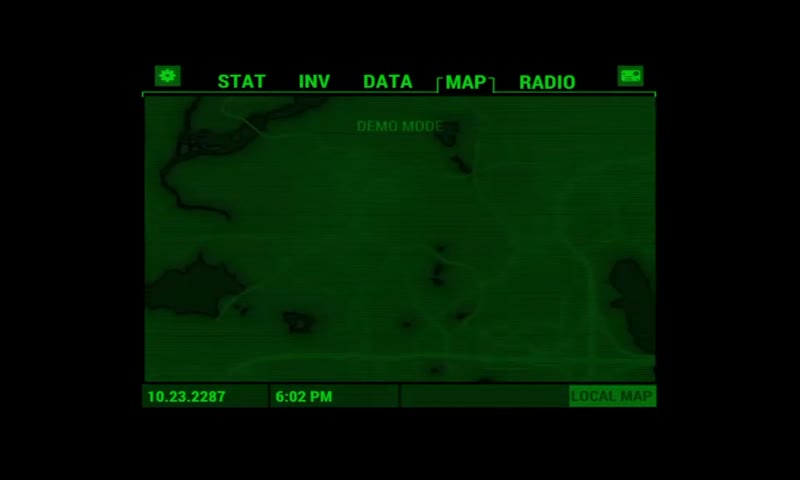 STAT INV DATA MAP RADIO
DEMO MODE
10.23.2287 6:02 PM LOCAL MAP